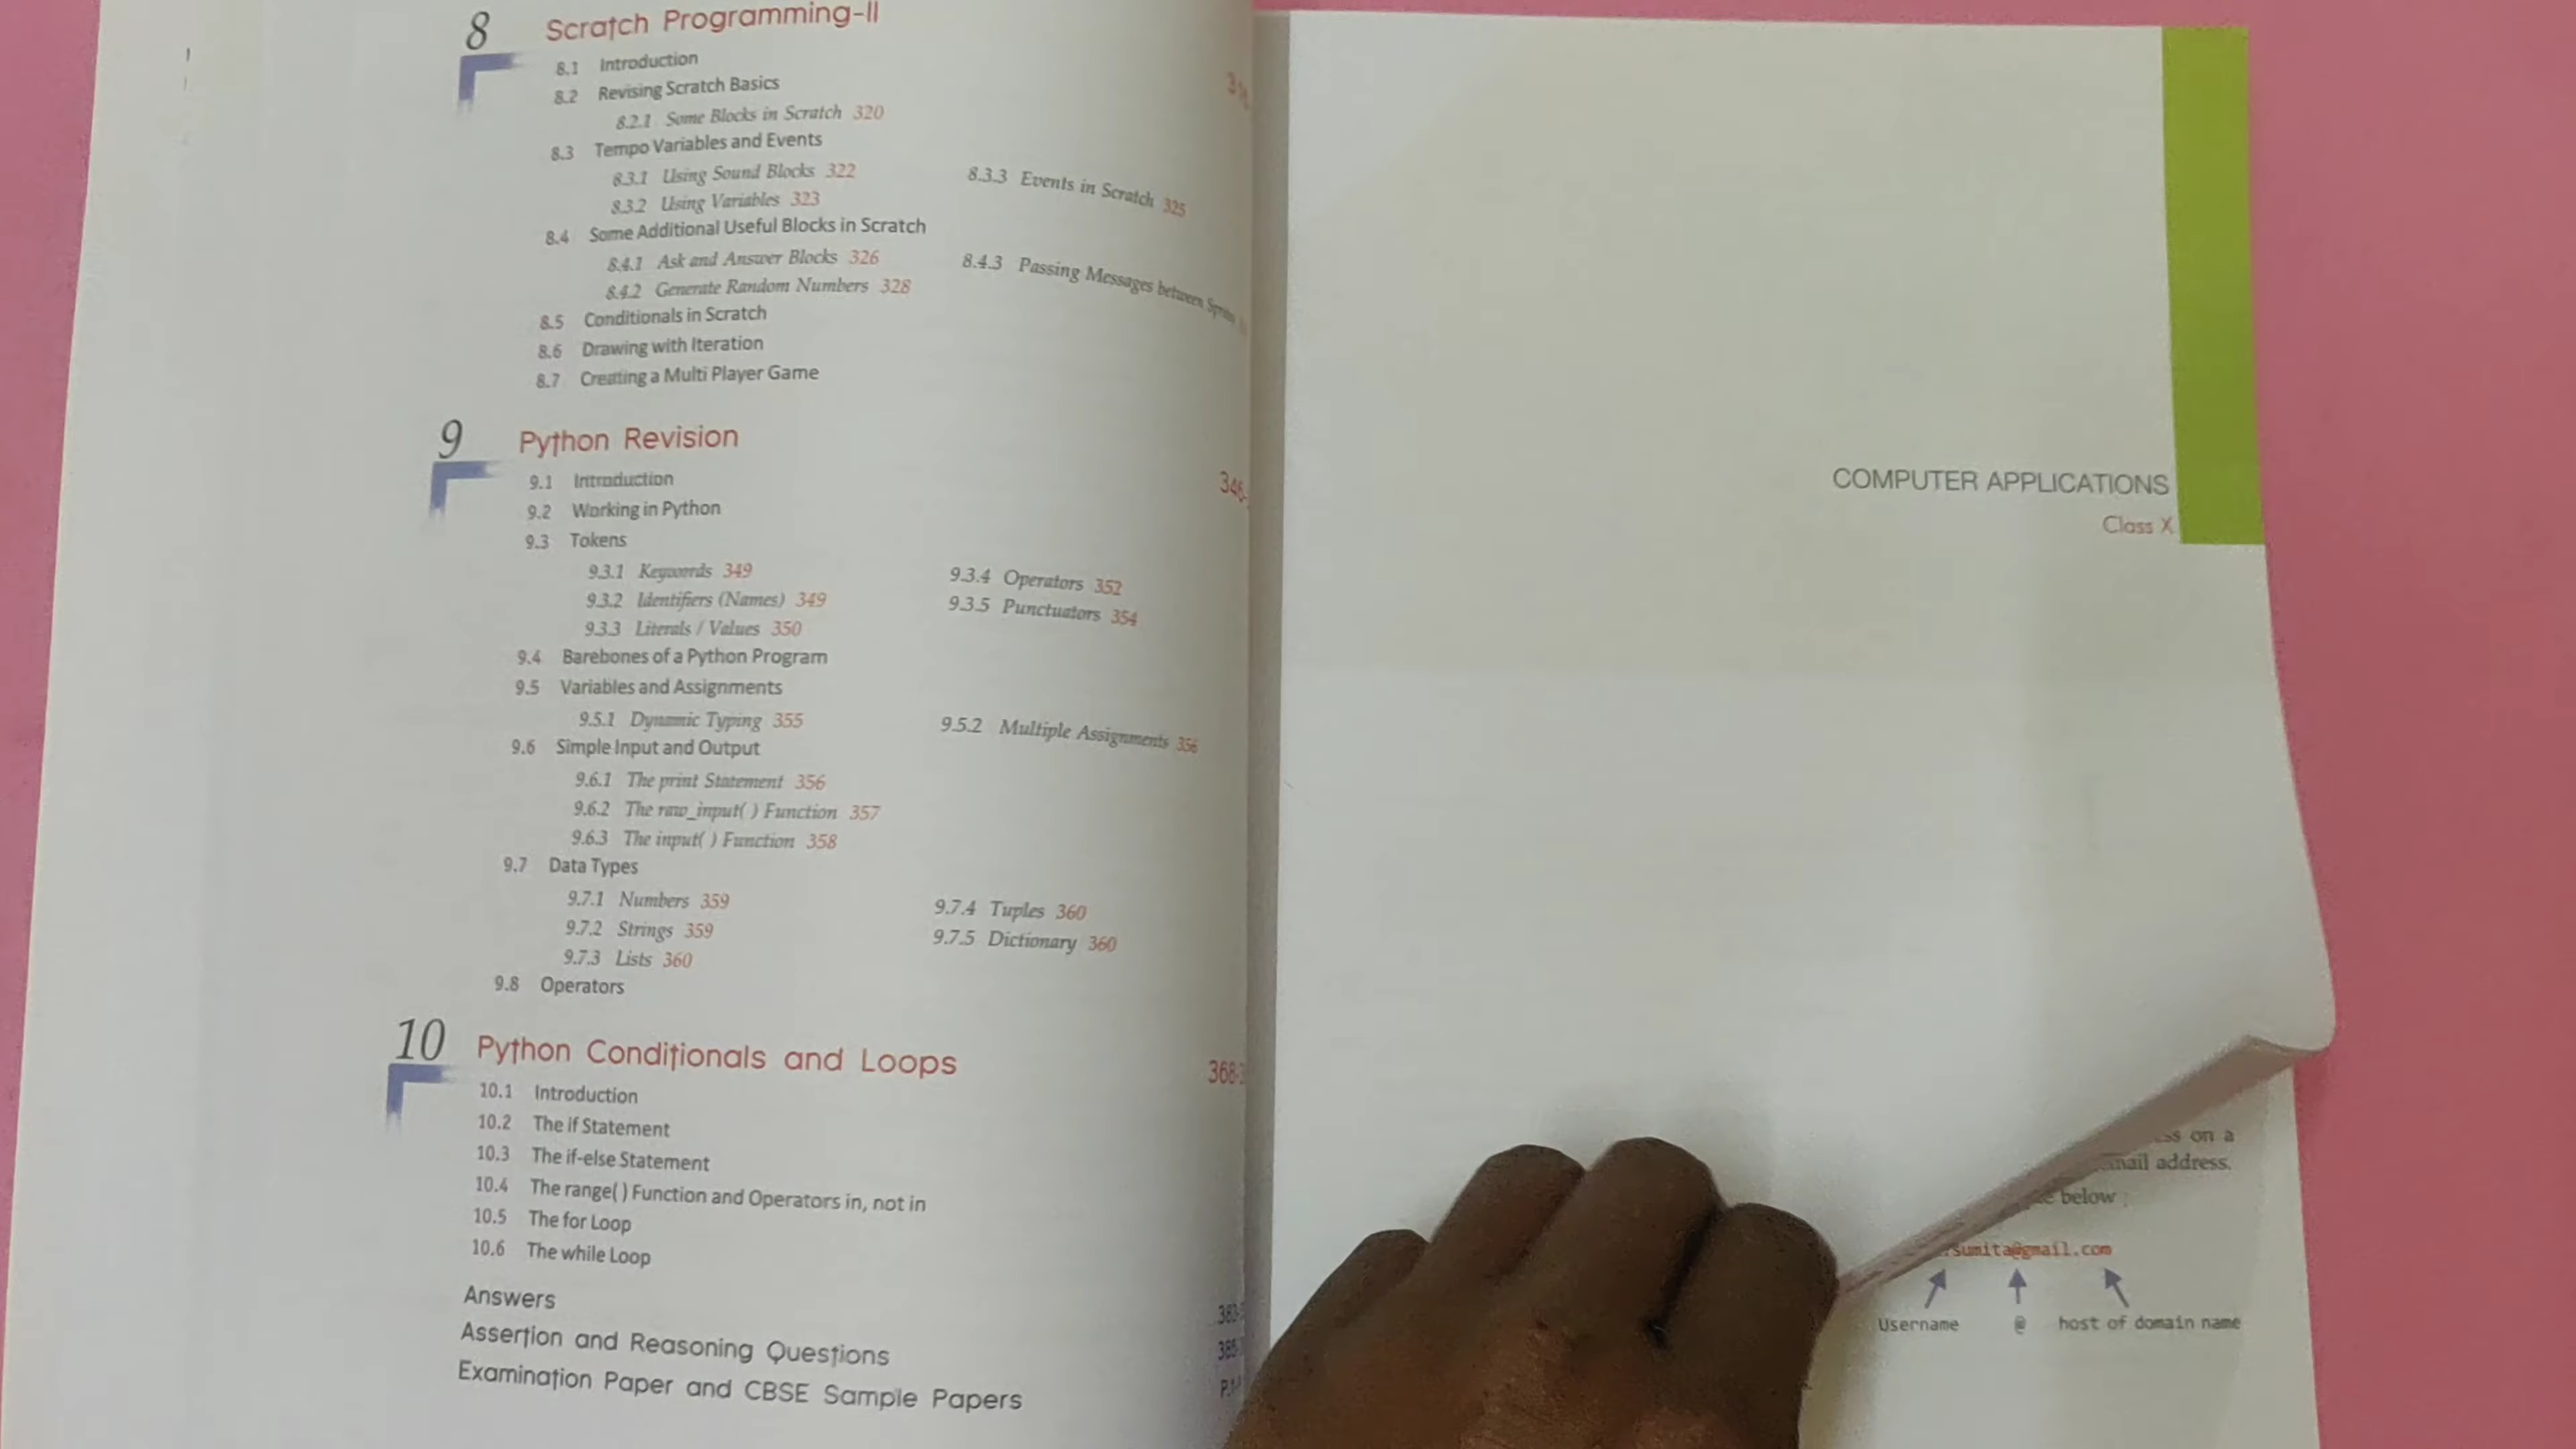 8 Scratch Programming-II
8.1 Introduction
8.2 Revising Scratch Basics
8.2.1 Some Blocks in Scratch 320
8.3 Tempo Variables and Events
8.3.1 Using Sound Blocks 322
8.3.3 Events in Scratch 325
8.3.2 Using Variables 323
8.4 Some Additional Useful Blocks in Scratch
8.4.1 Ask and Answer Blocks 326
8.4.3 Passing Messages between
8.4.2 Generate Random Numbers 328
8.5 Conditionals in Scratch
8.6 Drawing with Iteration
8.7 Creating a Multi Player Game
9 Python Revision
346-
9.1 Introduction
9.2 Working in Python
9.3 Tokens
9.3.1 Keywords 349
9.3.4 Operators 352
9.3.2 Identifiers (Names) 349
9.3.5 Punctuators 354
9.3.3 Literals / Values 350
9.4 Barebones of a Python Program
9.5 Variables and Assignments
9.5.1 Dynamic Typing 355
9.5.2 Multiple Assignments 356
9.6 Simple Input and Output
9.6.1 The print Statement 356
9.6.2 The raw_input( ) Function 357
9.6.3 The input( ) Function 358
9.7 Data Types
9.7.1 Numbers 359
9.7.4 Tuples 360
9.7.2 Strings 359
9.7.5 Dictionary 360
9.7.3 Lists 360
9.8 Operators
10 Python Conditionals and Loops
368-
10.1 Introduction
10.2 The if Statement
10.3 The if-else Statement
10.4 The range( ) Function and Operators in, not in
10.5 The for Loop
10.6 The while Loop
Answers
Assertion and Reasoning Questions
Examination Paper and CBSE Sample Papers
COMPUTER APPLICATIONS
Class X
on a
address.
below
sumita@gmail.com
Username @ host of domain name